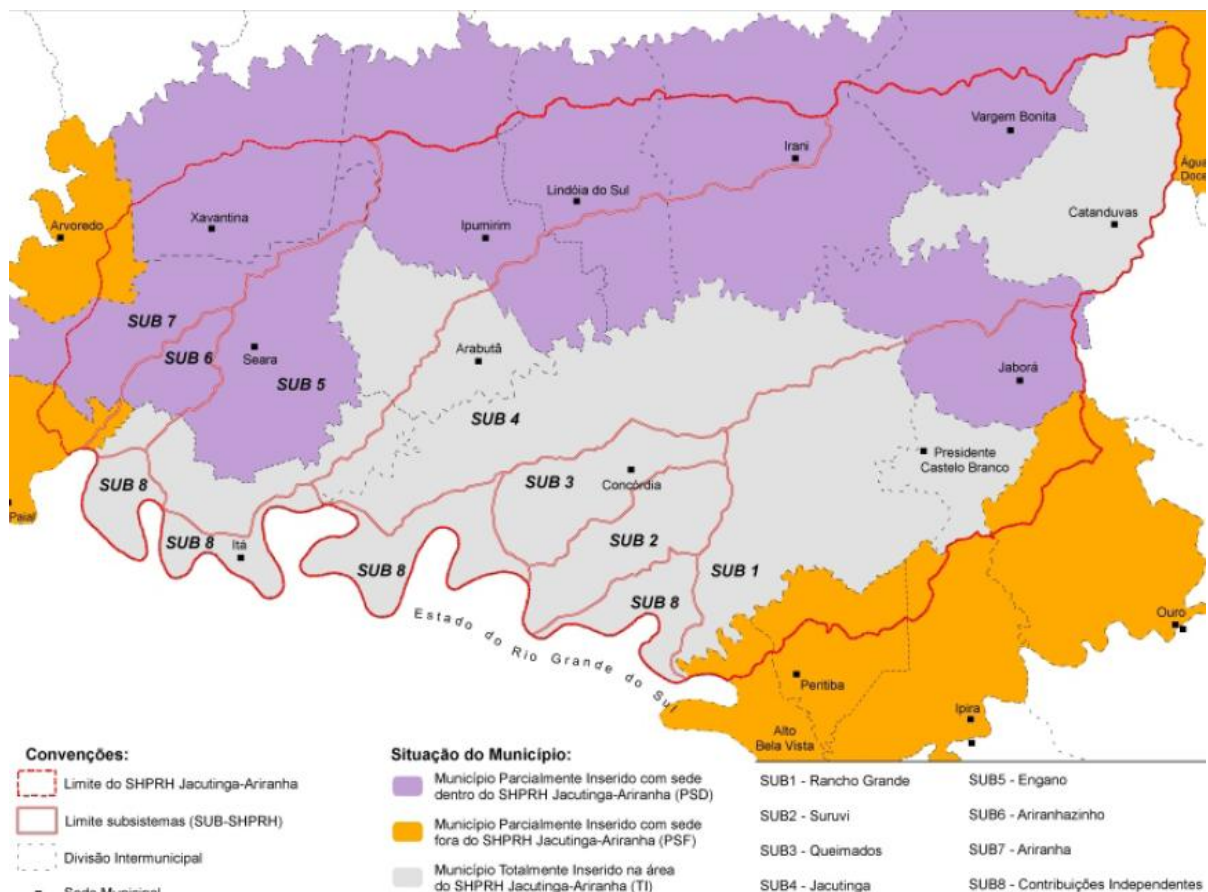 Vargem Bonita
Irani
Água
Doce
Lindóia do Sul
Catanduvas
Xavantina
Arvoredo
Ipumirim
SUB 7
SUB 6
Seara
Arabutã
SUB 5
Jaborá
SUB 4
Presidente
Castelo Branco
Concórdia
SUB 3
SUB 8
Paial
SUB 8
Itá
SUB 2
SUB 8
SUB 1
SUB 8
Estado do Rio Grande do Sul
Ouro
Peritiba
Ipira
Alto
Bela Vista
Convenções:
Limite do SHPRH Jacutinga-Ariranha
Limite subsistemas (SUB-SHPRH)
Divisão Intermunicipal
Sede Municipal
Situação do Município:
Município Parcialmente Inserido com sede
dentro do SHPRH Jacutinga-Ariranha (PSD)
Município Parcialmente Inserido com sede
fora do SHPRH Jacutinga-Ariranha (PSF)
Município Totalmente Inserido na área
do SHPRH Jacutinga-Ariranha (TI)
SUB1 - Rancho Grande
SUB2 - Suruvi
SUB3 - Queimados
SUB4 - Jacutinga
SUB5 - Engano
SUB6 - Ariranhazinho
SUB7 - Ariranha
SUB8 - Contribuições Independentes